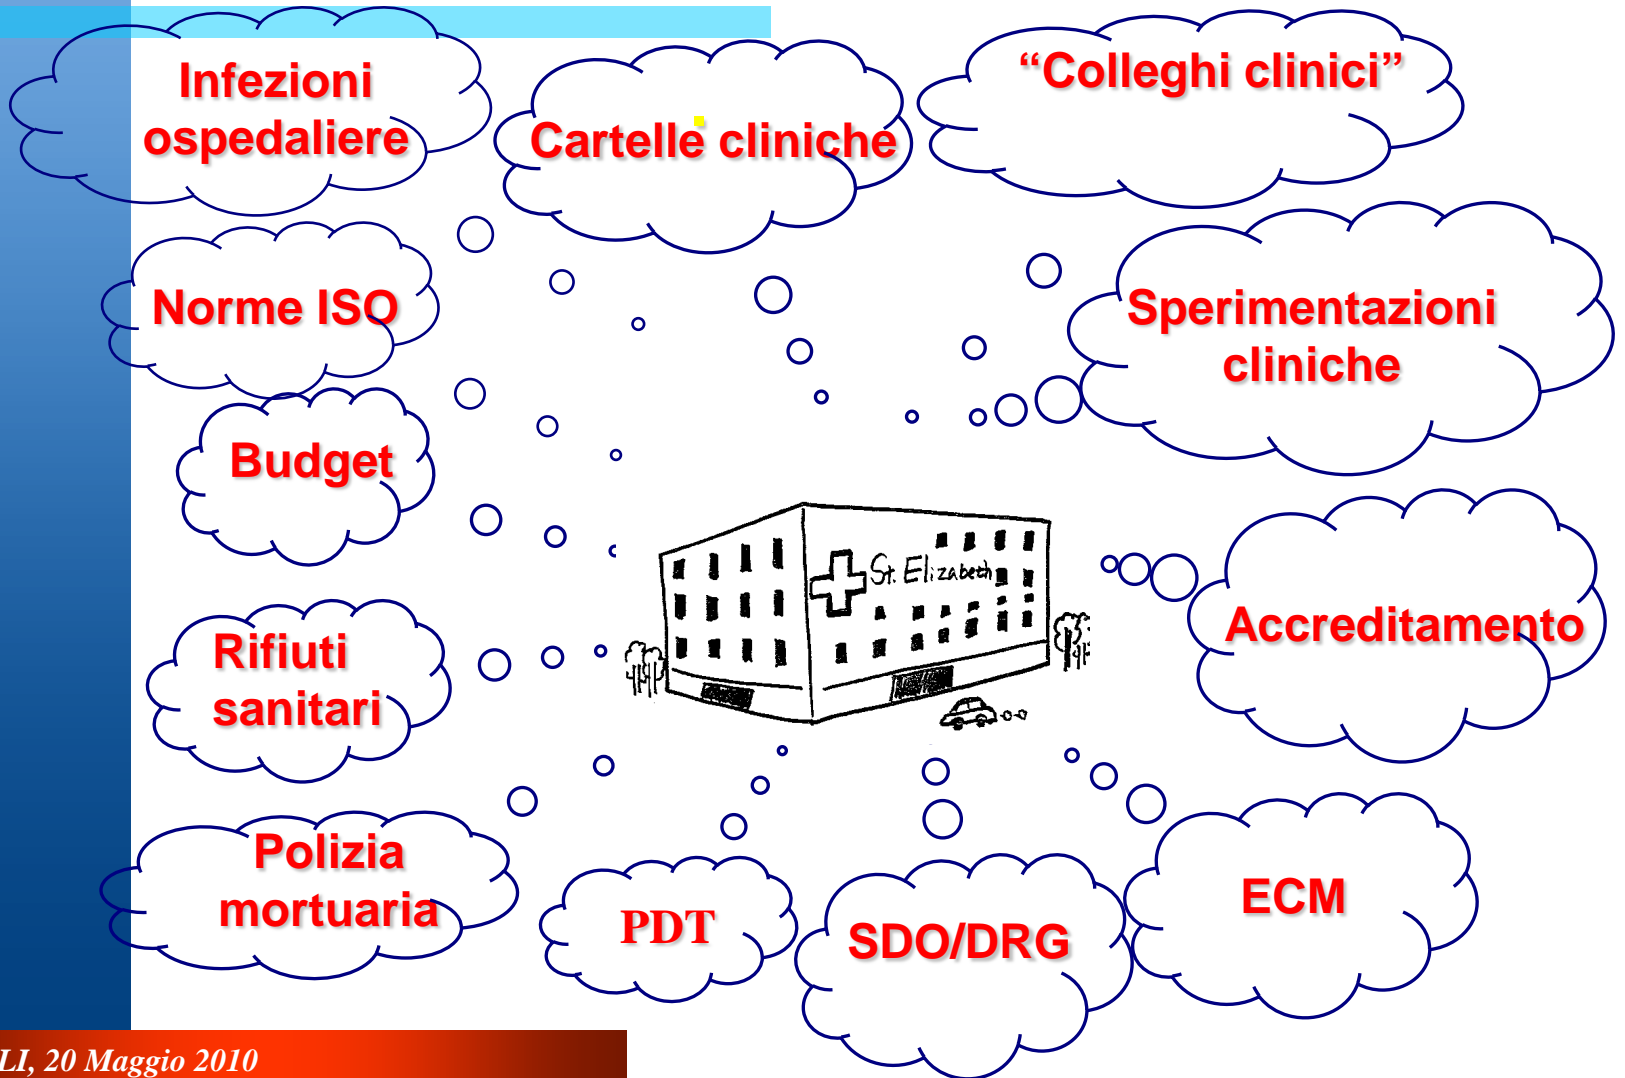 Infezioni
ospedaliere
Cartelle cliniche
“Colleghi clinici”
Norme ISO
Sperimentazioni
cliniche
Budget
St. Elizabeth
Accreditamento
Rifiuti
sanitari
Polizia
mortuaria
PDT
SDO/DRG
ECM
LI, 20 Maggio 2010